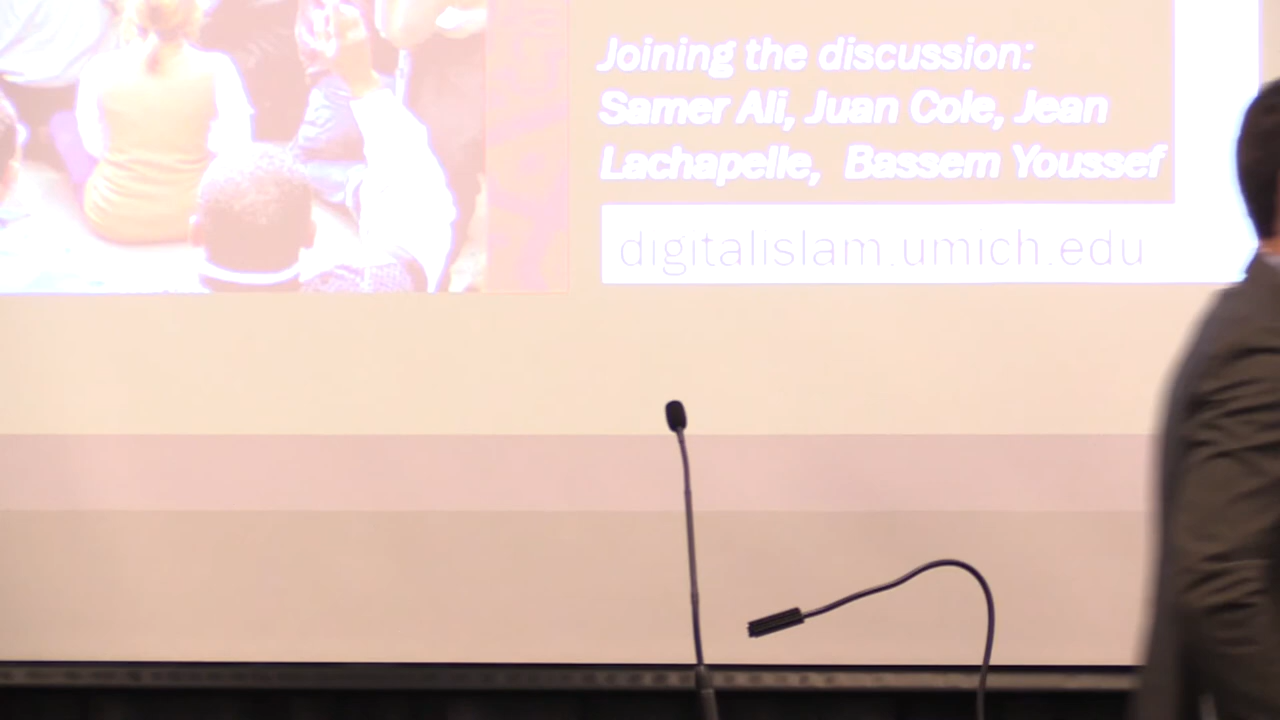 Joining the discussion:
Samer Ali, Juan Cole, Jean
Lachapelle, Bassem Youssef
digitalislam.umich.edu